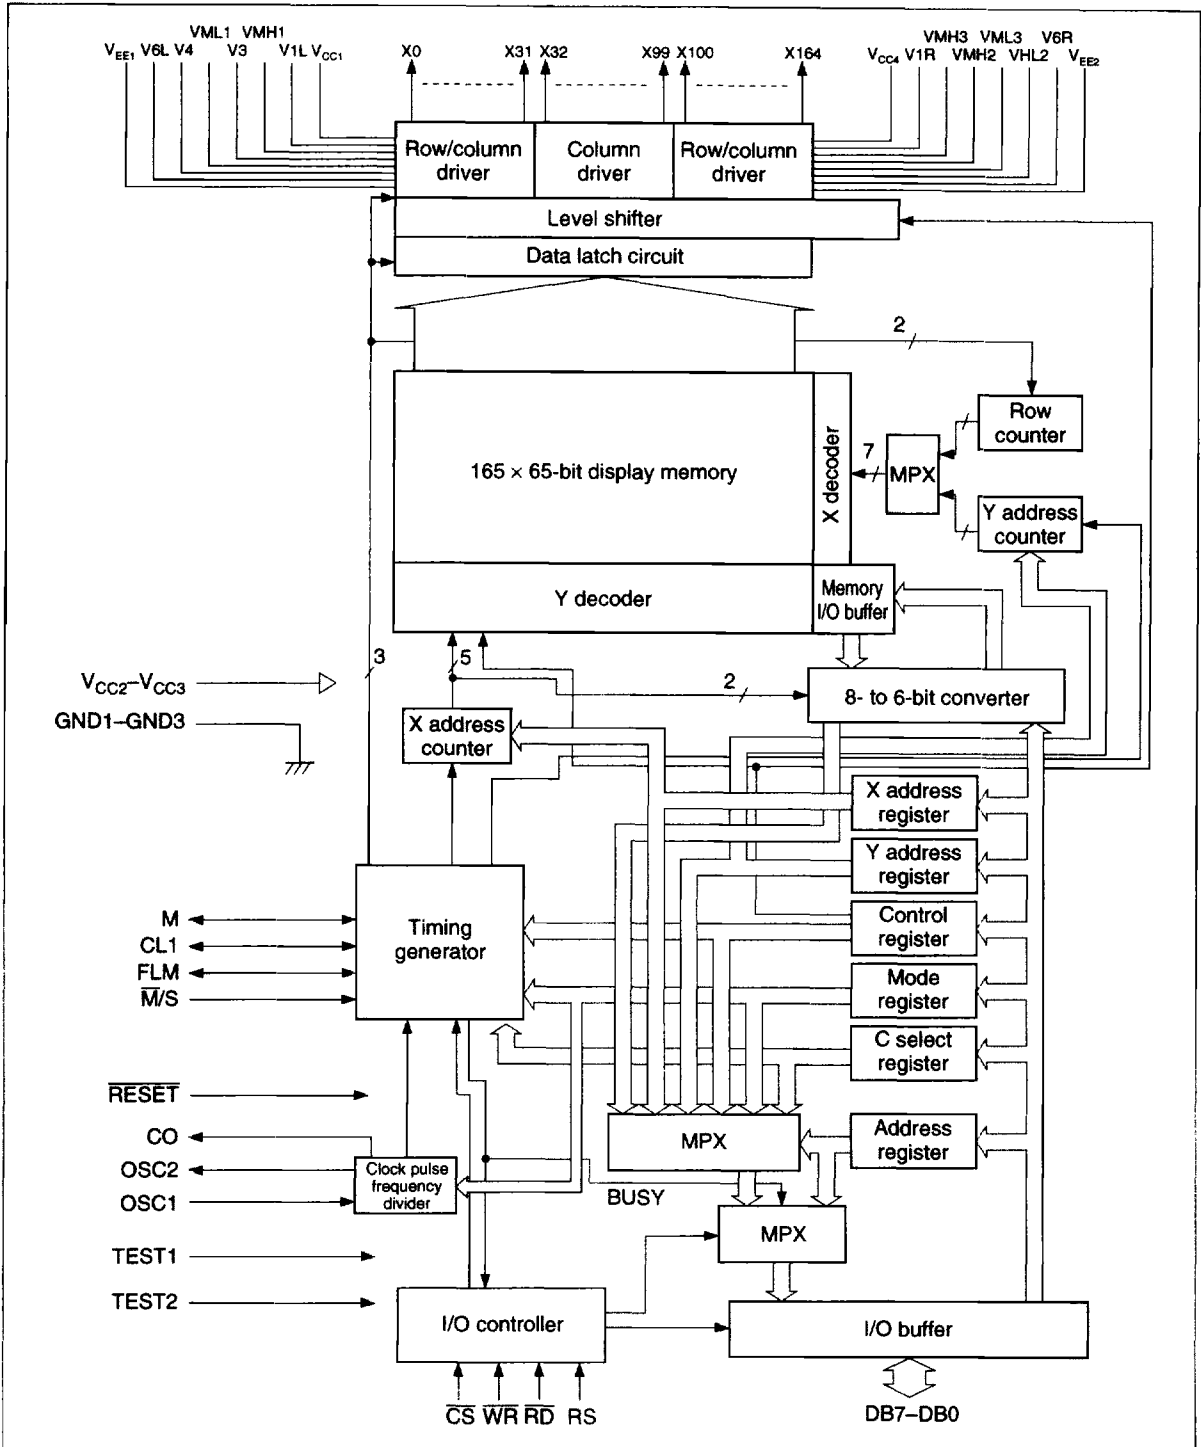 VML1 VMH1
VEE1 V6L V4 V3 V1L VCC1
X0 X31 X32 X99 X100 X164
VMH3 VML3 V6R
VCC4 V1R VMH2 VHL2 VEE2
Row/column driver
Column driver
Row/column driver
Level shifter
Data latch circuit
2
Row counter
7
MPX
X decoder
165 × 65-bit display memory
Y address counter
Y decoder
Memory I/O buffer
3
5
2
8- to 6-bit converter
VCC2–VCC3
GND1–GND3
X address counter
X address register
Y address register
Control register
Mode register
C select register
Address register
Timing generator
M
CL1
FLM
M̅/S
R̅E̅S̅E̅T̅
CO
OSC2
OSC1
Clock pulse frequency divider
MPX
BUSY
MPX
TEST1
TEST2
I/O controller
I/O buffer
C̅S̅ W̅R̅ R̅D̅ RS
DB7–DB0